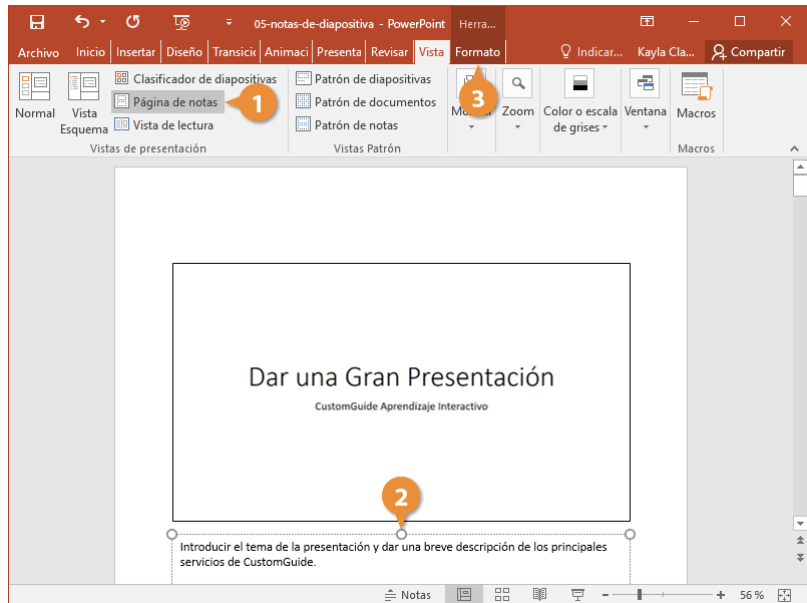 05-notas-de-diapositiva - PowerPoint
Herra...
Archivo Inicio Insertar Diseño Transicio Animaci Presenta Revisar Vista Formato Indicar... Kayla Cla... Compartir
Normal
Vista Esquema
Clasificador de diapositivas
Página de notas
Vista de lectura
Vistas de presentación
1
Patrón de diapositivas
Patrón de documentos
Patrón de notas
Vistas Patrón
3
Zoom
Color o escala de grises
Ventana
Macros
Macros
Dar una Gran Presentación
CustomGuide Aprendizaje Interactivo
2
Introducir el tema de la presentación y dar una breve descripción de los principales
servicios de CustomGuide.
Notas
56 %